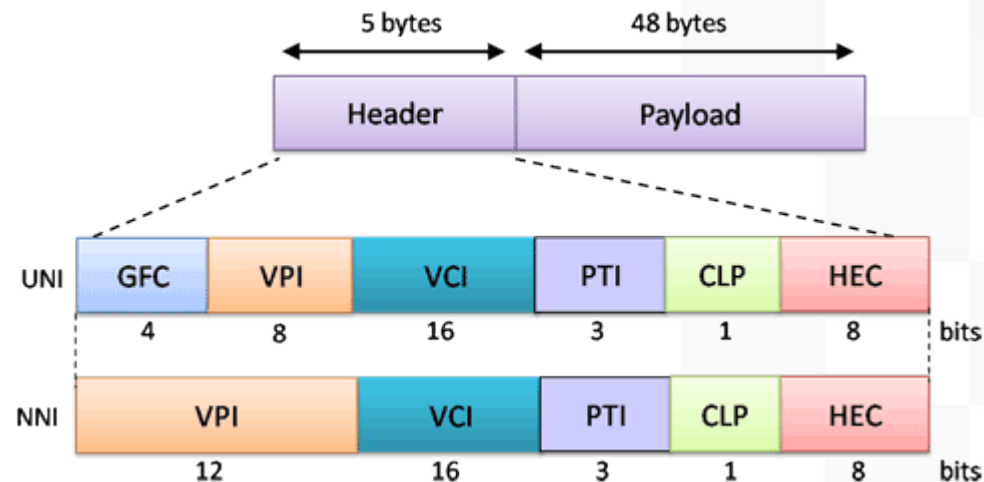 5 bytes 48 bytes
Header Payload
UNI GFC VPI VCI PTI CLP HEC
4 8 16 3 1 8 bits
NNI VPI VCI PTI CLP HEC
12 16 3 1 8 bits